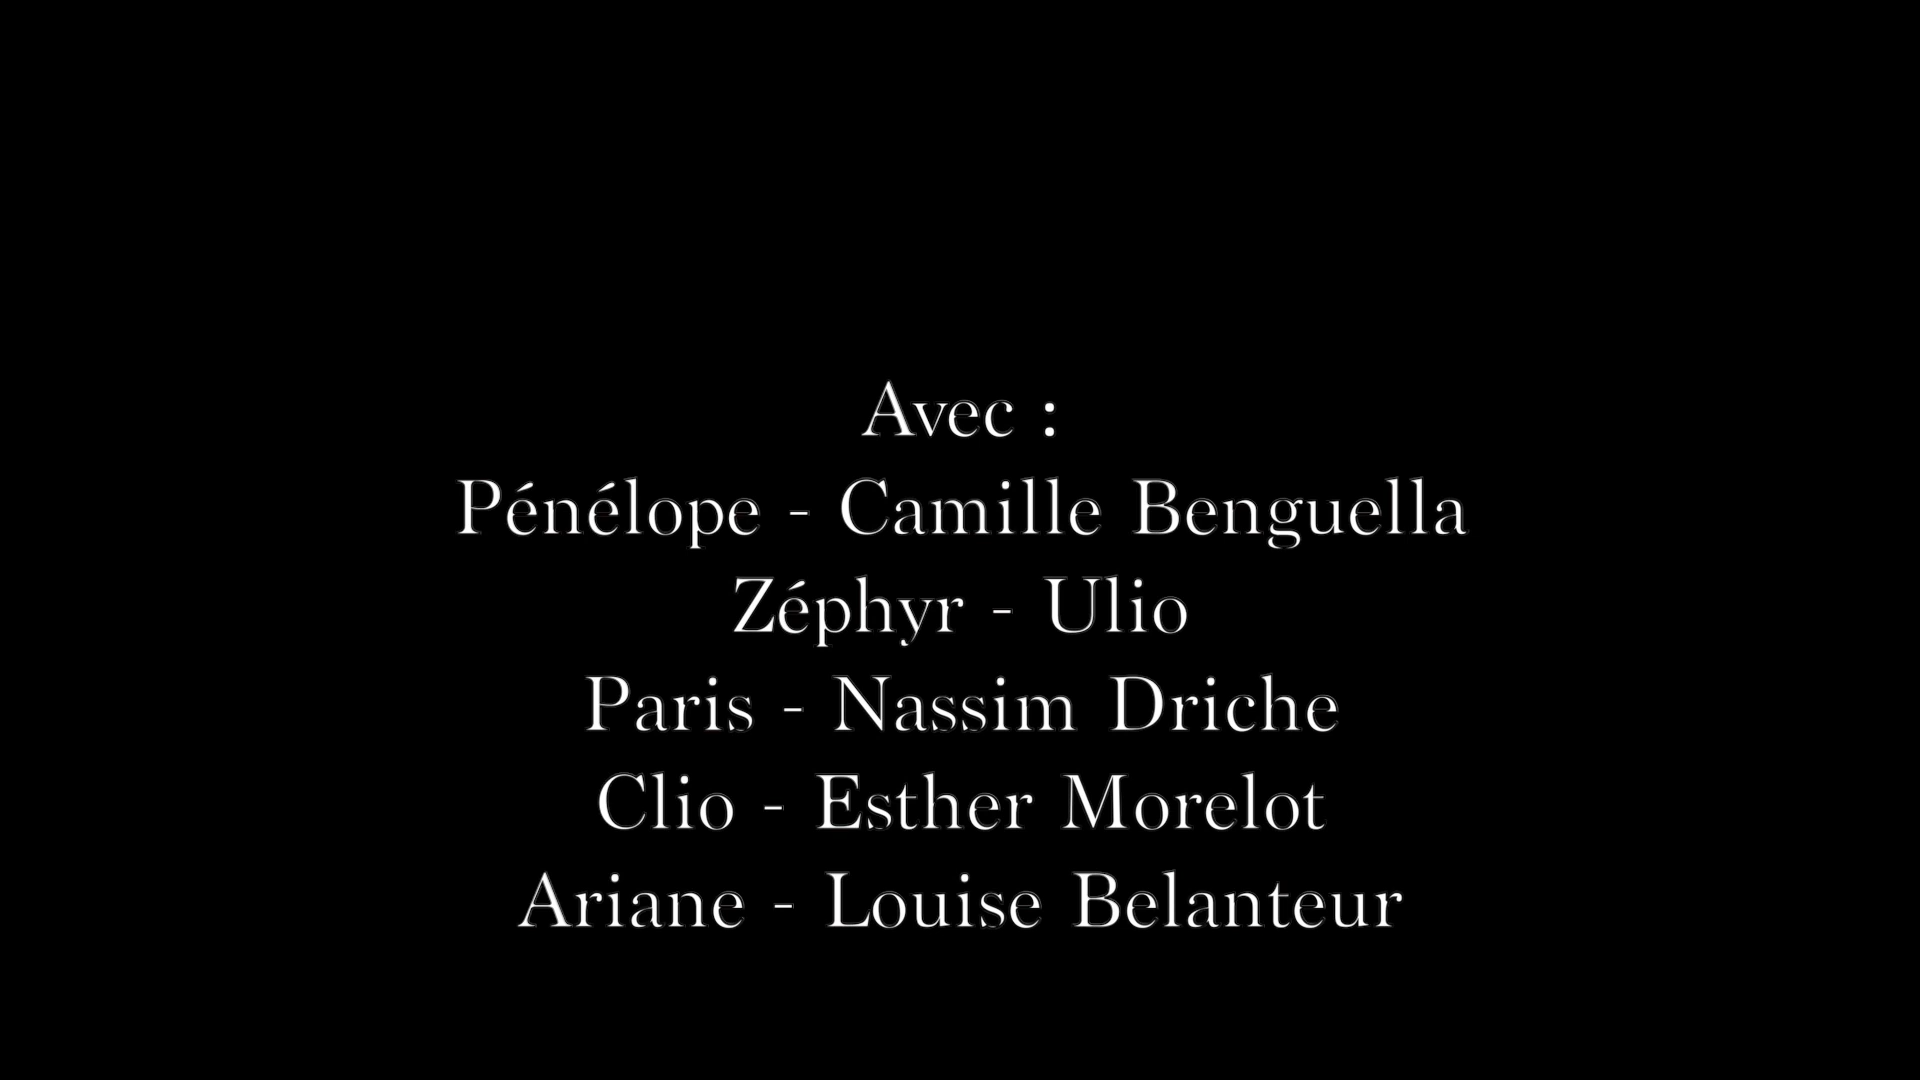 Avec :
Pénélope - Camille Benguella
Zéphyr - Ulio
Paris - Nassim Driche
Clio - Esther Morelot
Ariane - Louise Belanteur